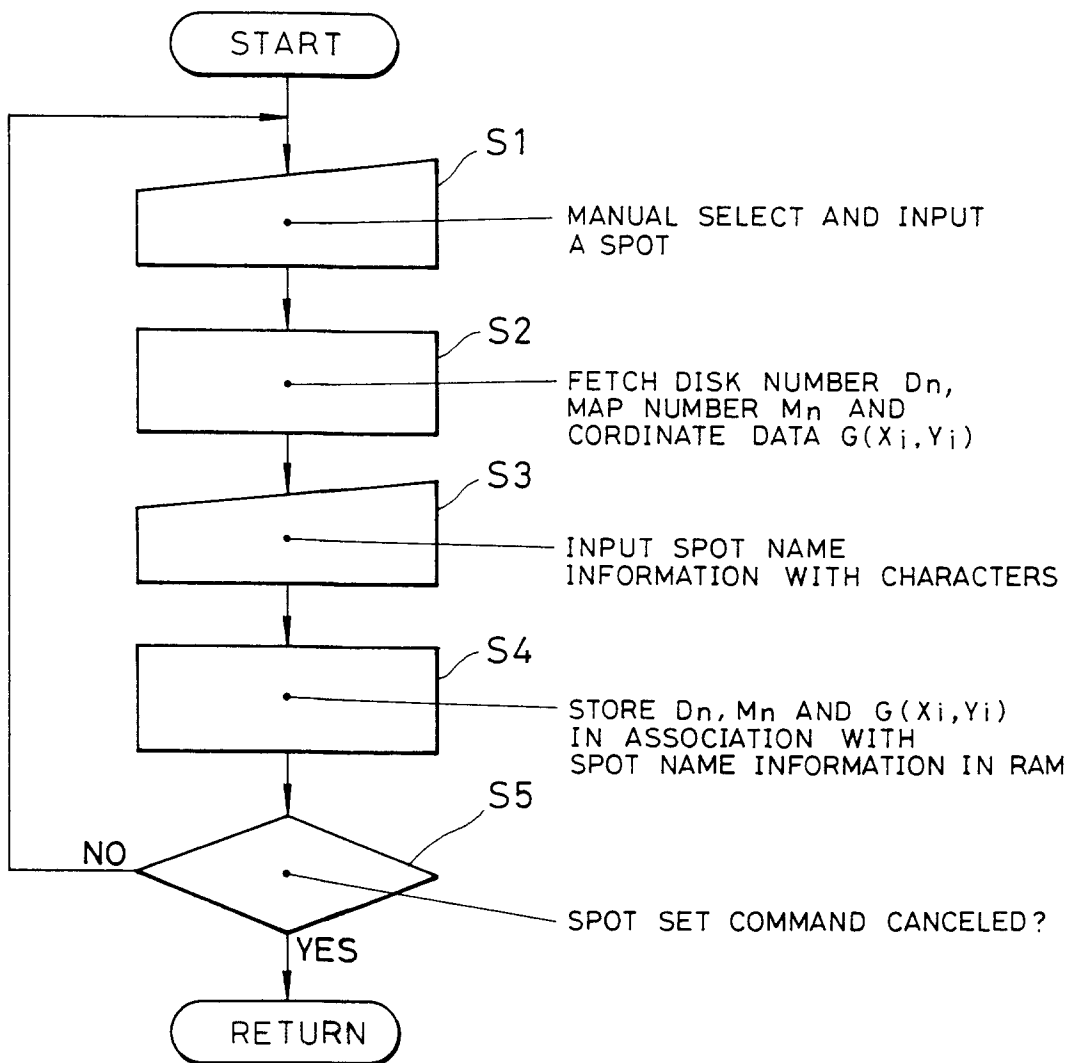 START
S1
MANUAL SELECT AND INPUT
A SPOT
S2
FETCH DISK NUMBER Dn,
MAP NUMBER Mn AND
CORDINATE DATA G(Xi,Yi)
S3
INPUT SPOT NAME
INFORMATION WITH CHARACTERS
S4
STORE Dn, Mn AND G(Xi,Yi)
IN ASSOCIATION WITH
SPOT NAME INFORMATION IN RAM
S5
NO
SPOT SET COMMAND CANCELED?
YES
RETURN